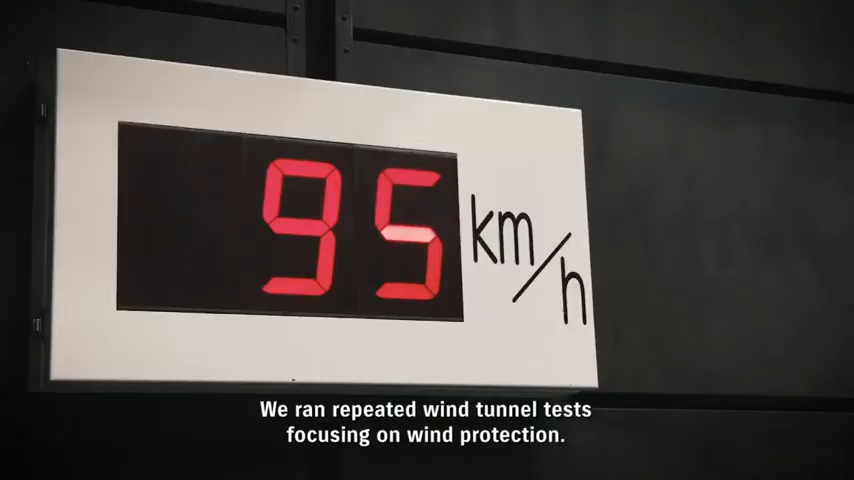 95 km/h
We ran repeated wind tunnel tests
focusing on wind protection.